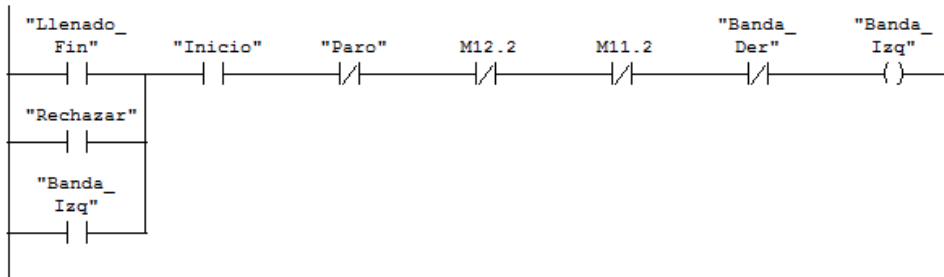 "Llenado_
Fin"
"Inicio"
"Paro"
M12.2
M11.2
"Banda_
Der"
"Banda_
Izq"
"Rechazar"
"Banda_
Izq"